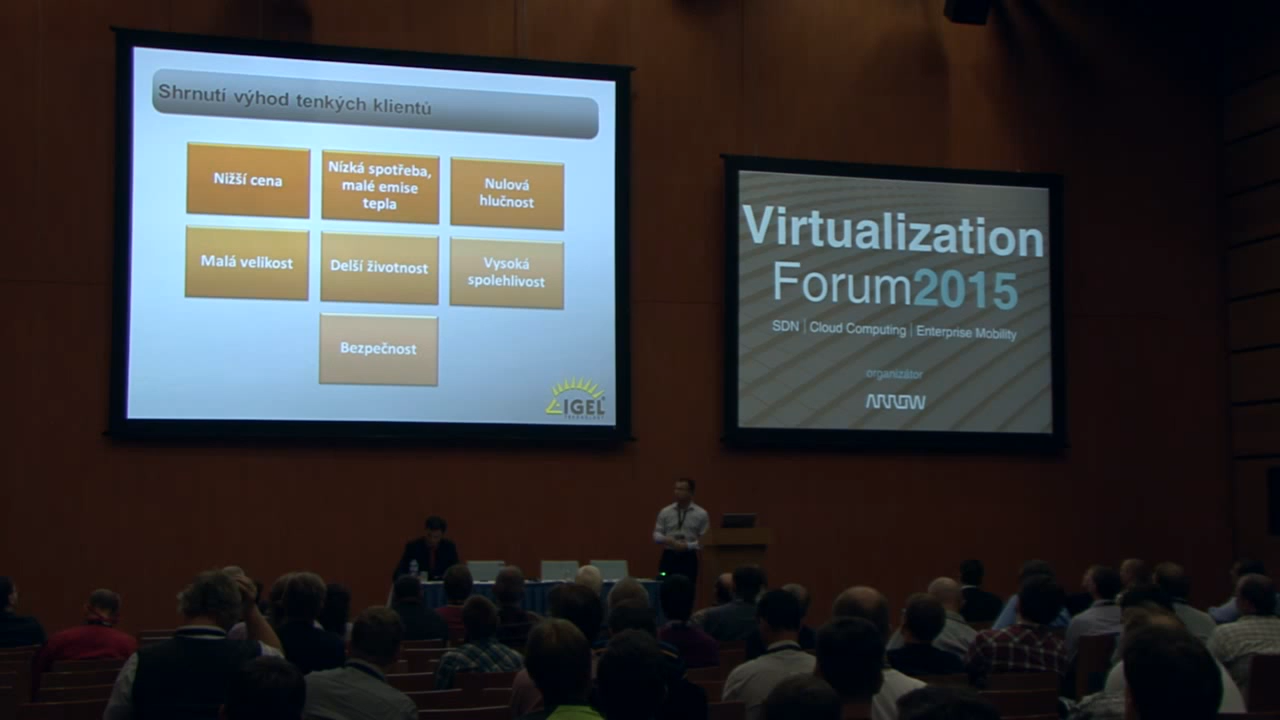 Shrnutí výhod tenkých klientů
Nižší cena
Nízká spotřeba,
malé emise
tepla
Nulová
hlučnost
Malá velikost
Delší životnost
Vysoká
spolehlivost
Bezpečnost
IGEL
TECHNOLOGY
Virtualization
Forum2015
SDN | Cloud Computing | Enterprise Mobility
organizátor
ARROW